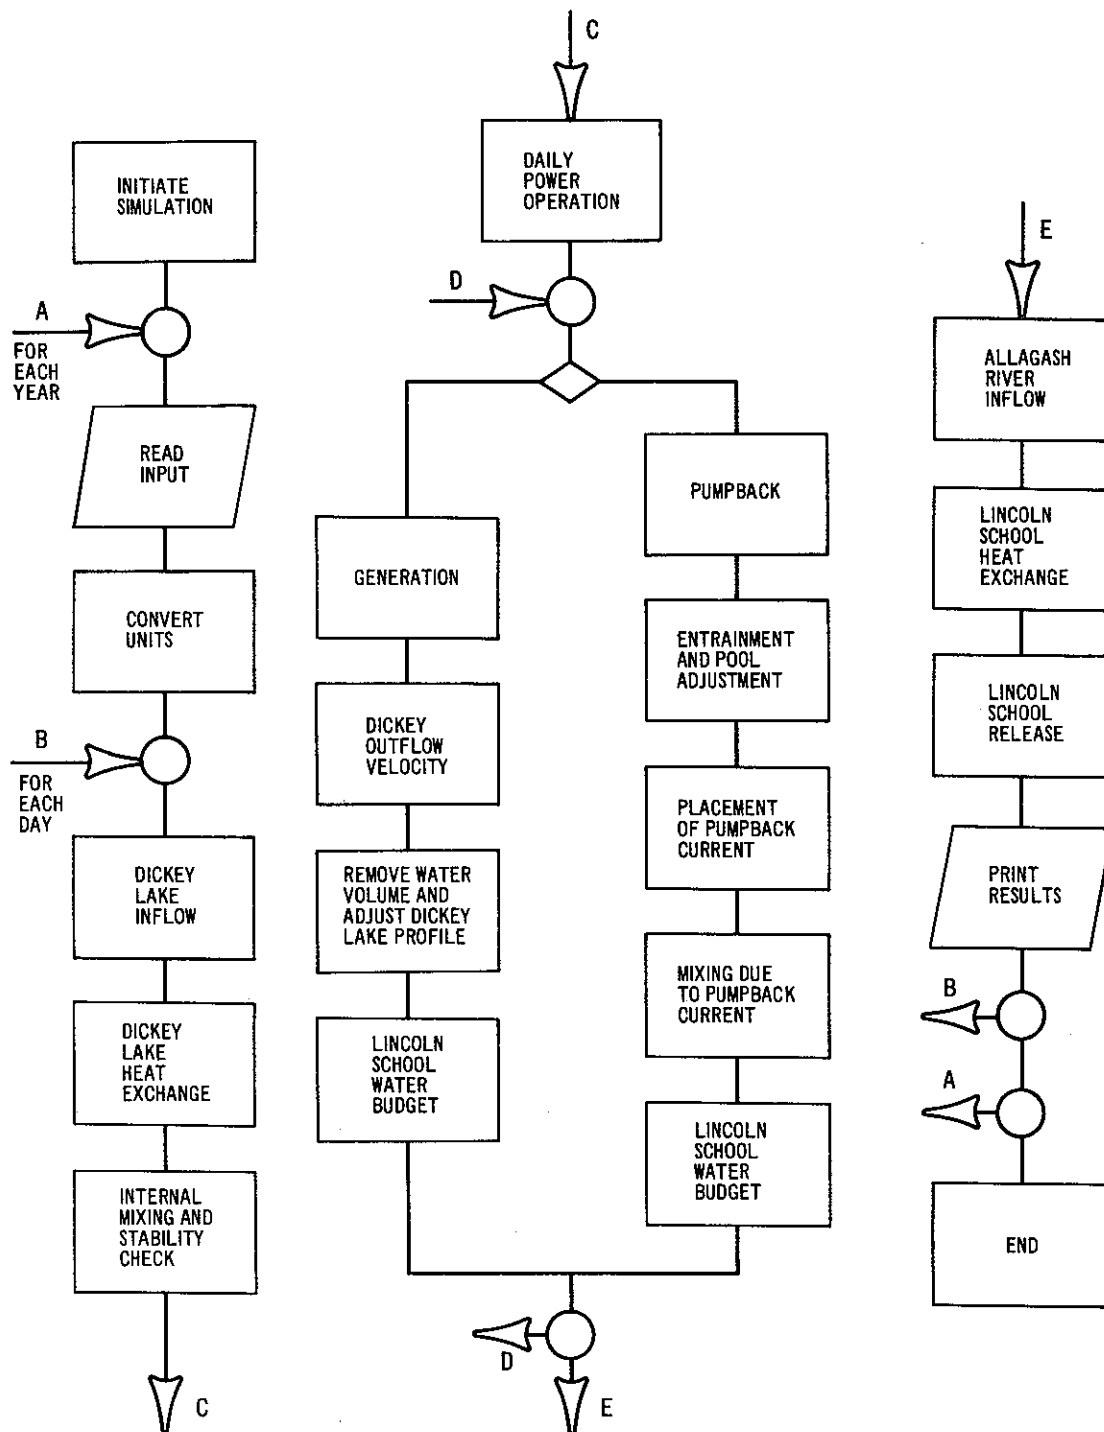 INITIATE
SIMULATION
A
FOR
EACH
YEAR
READ
INPUT
CONVERT
UNITS
B
FOR
EACH
DAY
DICKEY
LAKE
INFLOW
DICKEY
LAKE
HEAT
EXCHANGE
INTERNAL
MIXING AND
STABILITY
CHECK
C
C
DAILY
POWER
OPERATION
D
GENERATION
DICKEY
OUTFLOW
VELOCITY
REMOVE WATER
VOLUME AND
ADJUST DICKEY
LAKE PROFILE
LINCOLN
SCHOOL
WATER
BUDGET
PUMPBACK
ENTRAINMENT
AND POOL
ADJUSTMENT
PLACEMENT
OF PUMPBACK
CURRENT
MIXING DUE
TO PUMPBACK
CURRENT
LINCOLN
SCHOOL
WATER
BUDGET
D
E
E
ALLAGASH
RIVER
INFLOW
LINCOLN
SCHOOL
HEAT
EXCHANGE
LINCOLN
SCHOOL
RELEASE
PRINT
RESULTS
B
A
END